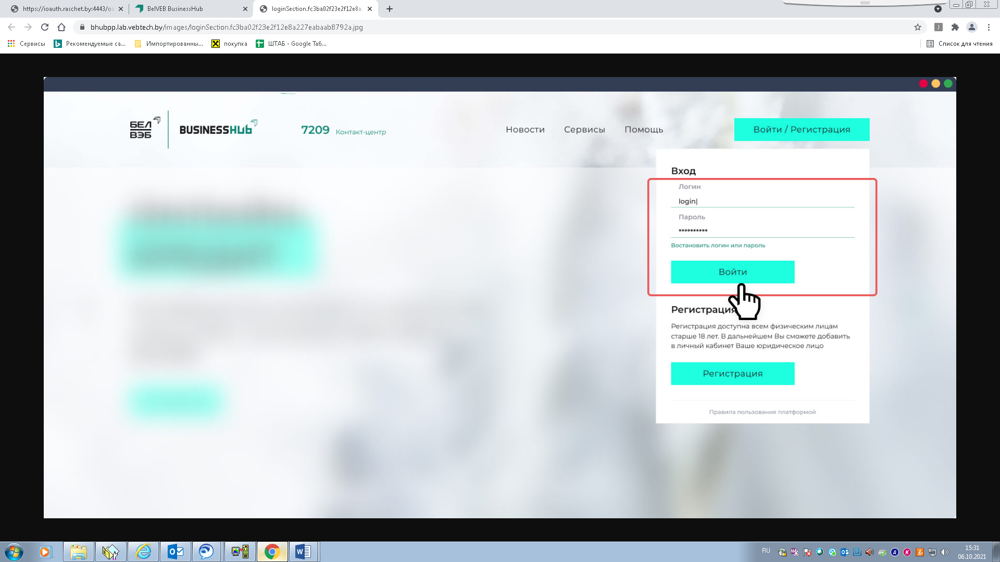 https://ioauth.raschet.by:4443/oa
BelVEB BusinessHub
loginSection.fc3ba02f23e2f12e8a
bhubpp.lab.vebtech.by/images/loginSection.fc3ba02f23e2f12e8a227eabaab8792a.jpg
Сервисы
Рекомендуемые са...
Импортированны...
покупка
ШТАБ - Google Таб...
Список для чтения
БЕЛ
ВЭБ
BUSINESSHub
7209 Контакт-центр
Новости
Сервисы
Помощь
Войти / Регистрация
Вход
Логин
login|
Пароль
**********
Востановить логин или пароль
Войти
Регистрация
Регистрация доступна всем физическим лицам
старше 18 лет. В дальнейшем Вы сможете добавить
в личный кабинет Ваше юридическое лицо
Регистрация
Правила пользования платформой
RU
15:31
06.10.2021